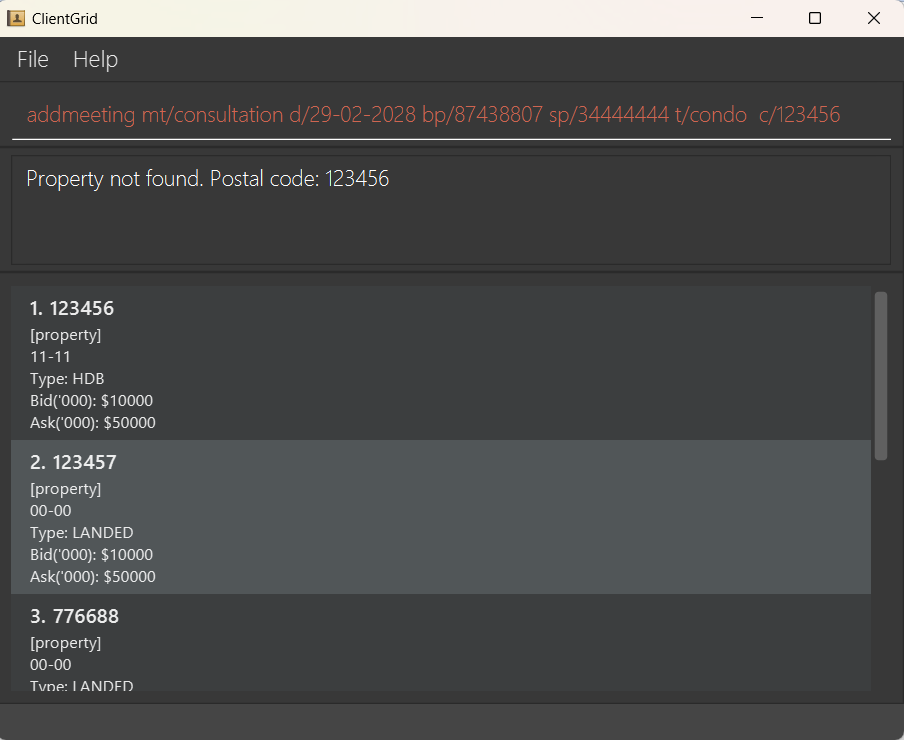 ClientGrid
File Help
addmeeting mt/consultation d/29-02-2028 bp/87438807 sp/34444444 t/condo  c/123456
Property not found. Postal code: 123456
1. 123456
[property]
11-11
Type: HDB
Bid('000): $10000
Ask('000): $50000
2. 123457
[property]
00-00
Type: LANDED
Bid('000): $10000
Ask('000): $50000
3. 776688
[property]
00-00
Type: LANDED